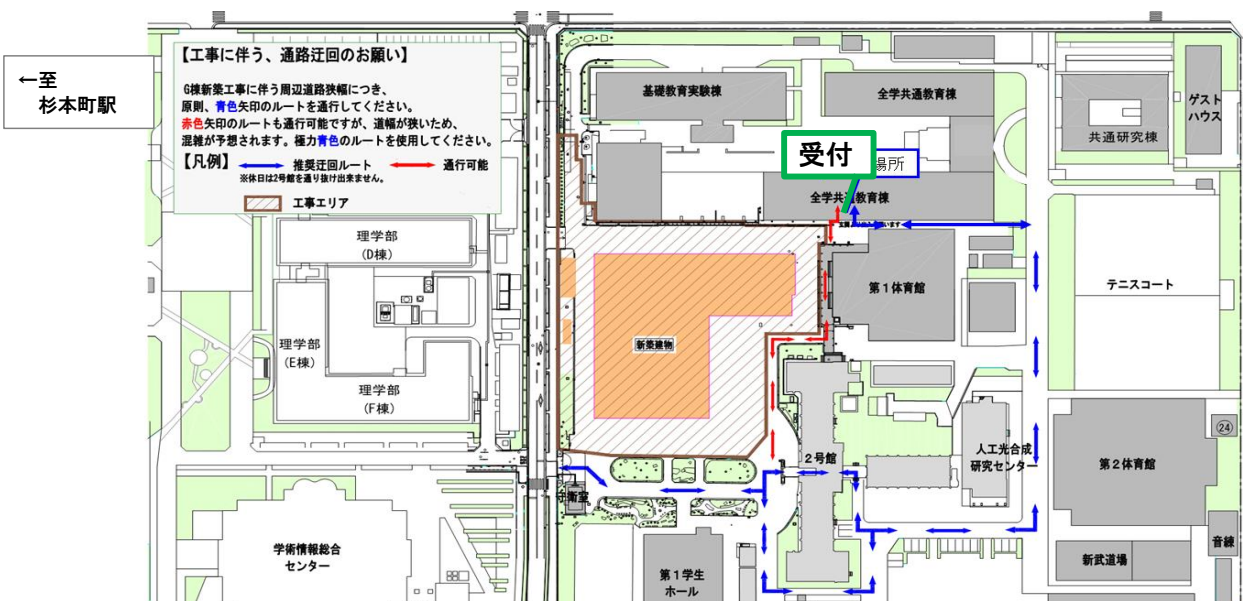 ←至
杉本町駅
【工事に伴う、通路迂回のお願い】
G棟新築工事に伴う周辺道路狭幅につき、
原則、青色矢印のルートを通行してください。
赤色矢印のルートも通行可能ですが、道幅が狭いため、
混雑が予想されます。極力青色のルートを使用してください。
【凡例】
推奨迂回ルート
通行可能
※休日は2号館を通り抜け出来ません。
工事エリア
基礎教育実験棟
全学共通教育棟
共通研究棟
ゲスト
ハウス
受付
場所
全学共通教育棟
理学部
(D棟)
第1体育館
テニスコート
理学部
(E棟)
新築建物
理学部
(F棟)
2号館
人工光合成
研究センター
第2体育館
24
守衛室
学術情報総合
センター
第1学生
ホール
新武道場
音練